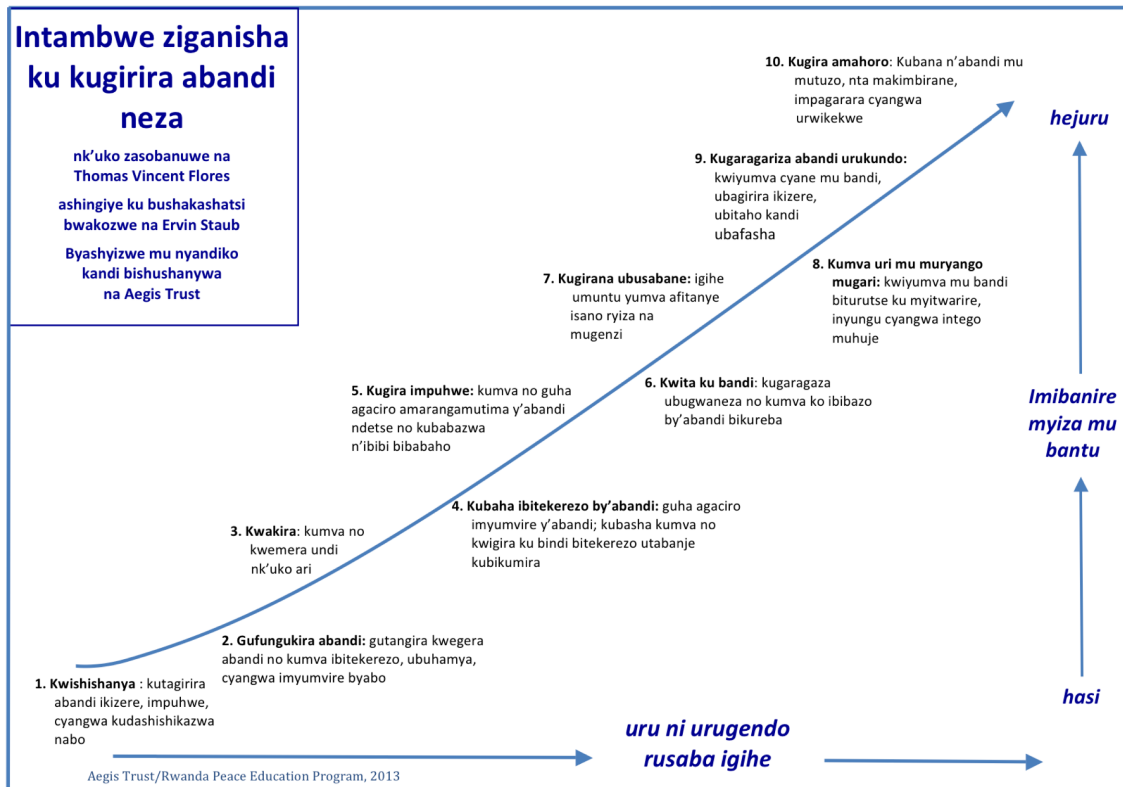 Intambwe ziganisha
ku kugirira abandi
neza
nk’uko zasobanuwe na
Thomas Vincent Flores
ashingiye ku bushakashatsi
bwakozwe na Ervin Staub
Byashyizwe mu nyandiko
kandi bishushanywa
na Aegis Trust
1. Kwishishanya : kutagirira
abandi ikizere, impuhwe,
cyangwa kudashishikazwa
nabo
2. Gufungukira abandi: gutangira kwegera
abandi no kumva ibitekerezo, ubuhamya,
cyangwa imyumvire byabo
3. Kwakira: kumva no
kwemera undi
nk’uko ari
4. Kubaha ibitekerezo by’abandi: guha agaciro
imyumvire y’abandi; kubasha kumva no
kwigira ku bindi bitekerezo utabanje
kubikumira
5. Kugira impuhwe: kumva no guha
agaciro amarangamutima y’abandi
ndetse no kubabazwa
n’ibibi bibabaho
6. Kwita ku bandi: kugaragaza
ubugwaneza no kumva ko ibibazo
by’abandi bikureba
7. Kugirana ubusabane: igihe
umuntu yumva afitanye
isano ryiza na
mugenzi
8. Kumva uri mu muryango
mugari: kwiyumva mu bandi
biturutse ku myitwarire,
inyungu cyangwa intego
muhuje
9. Kugaragariza abandi urukundo:
kwiyumva cyane mu bandi,
ubagirira ikizere,
ubitaho kandi
ubafasha
10. Kugira amahoro: Kubana n’abandi mu
mutuzo, nta makimbirane,
impagarara cyangwa
urwikekwe
hejuru
Imibanire
myiza mu
bantu
hasi
uru ni urugendo
rusaba igihe
Aegis Trust/Rwanda Peace Education Program, 2013